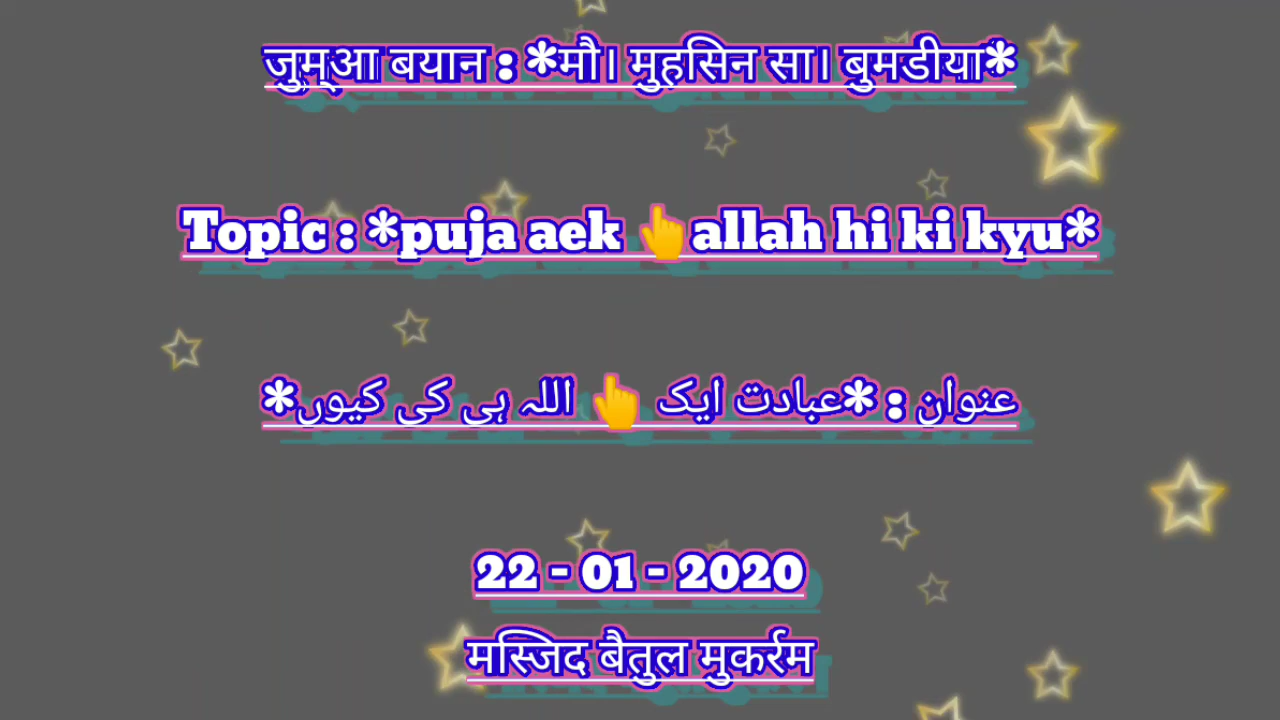 जुम्आ बयान : *मौ। मुहसिन सा। बुमडीया*
Topic : *puja aek 👆allah hi ki kyu*
عنوان : *عبادت ایک 👆 اللہ ہی کی کیوں*
22 - 01 - 2020
मस्जिद बैतुल मुकर्रम